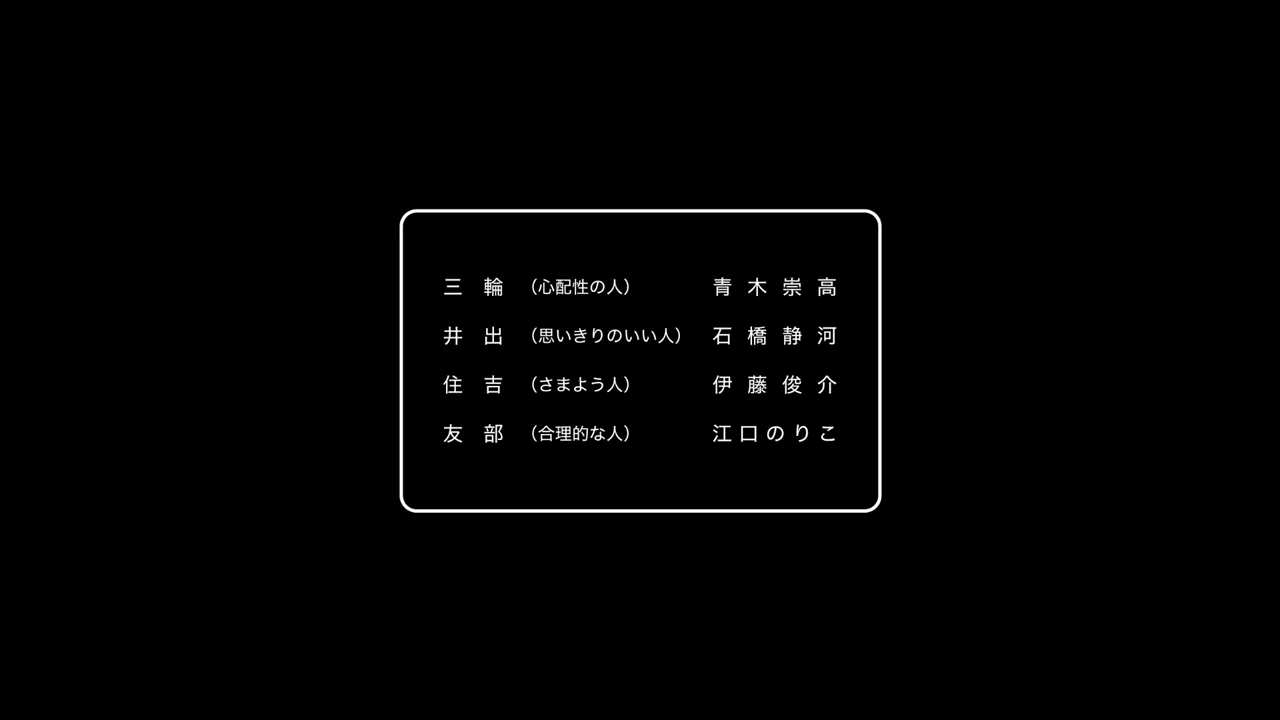 三輪（心配性の人） 青木崇高
井出（思いきりのいい人） 石橋静河
住吉（さまよう人） 伊藤俊介
友部（合理的な人） 江口のりこ